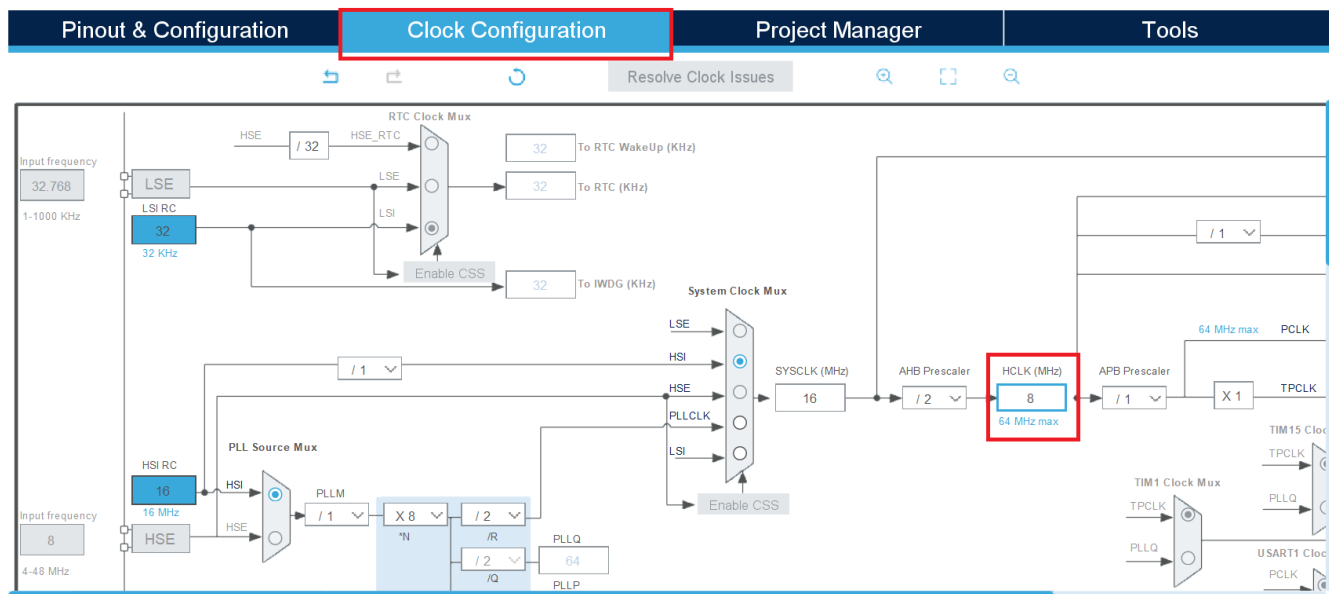 Pinout & Configuration
Clock Configuration
Project Manager
Tools
Resolve Clock Issues
RTC Clock Mux
HSE
/ 32
HSE_RTC
32
To RTC WakeUp (KHz)
Input frequency
32.768
1-1000 KHz
LSE
LSE
32
To RTC (KHz)
LSI RC
32
32 KHz
LSI
/ 1
Enable CSS
32
To IWDG (KHz)
System Clock Mux
LSE
HSI
/ 1
HSE
PLLCLK
LSI
Enable CSS
SYSCLK (MHz)
16
AHB Prescaler
/ 2
HCLK (MHz)
8
64 MHz max
APB Prescaler
/ 1
64 MHz max
PCLK
X 1
TPCLK
PLL Source Mux
HSI RC
16
16 MHz
HSI
HSE
Input frequency
8
4-48 MHz
HSE
PLLM
/ 1
X 8
*N
/ 2
/R
/ 2
/Q
PLLQ
64
PLLP
TIM1 Clock Mux
TPCLK
PLLQ
TIM15 Cloc
TPCLK
PLLQ
USART1 Cloc
PCLK